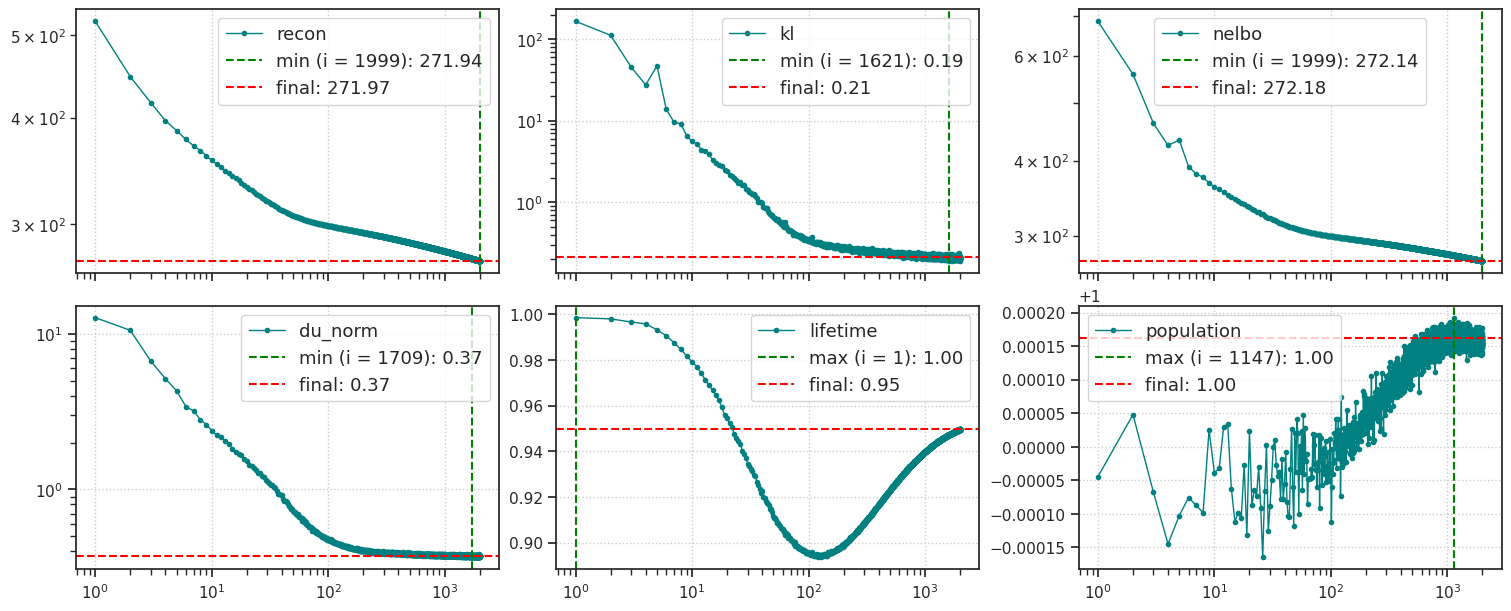 5 × 10²
4 × 10²
3 × 10²
recon
min (i = 1999): 271.94
final: 271.97
10²
10¹
10⁰
kl
min (i = 1621): 0.19
final: 0.21
6 × 10²
4 × 10²
3 × 10²
nelbo
min (i = 1999): 272.14
final: 272.18
10¹
10⁰
du_norm
min (i = 1709): 0.37
final: 0.37
10⁰
10¹
10²
10³
1.00
0.98
0.96
0.94
0.92
0.90
lifetime
max (i = 1): 1.00
final: 0.95
10⁰
10¹
10²
10³
+1
0.00020
0.00015
0.00010
0.00005
0.00000
−0.00005
−0.00010
−0.00015
population
max (i = 1147): 1.00
final: 1.00
10⁰
10¹
10²
10³